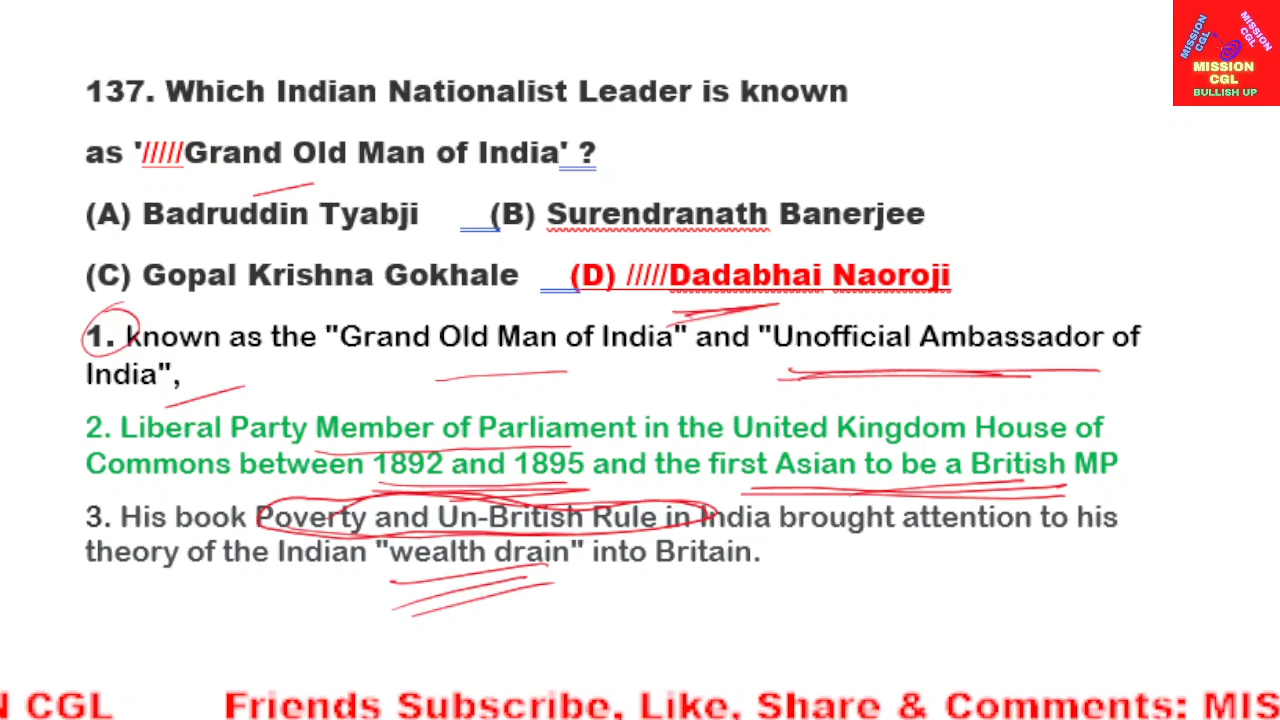 MISSION CGL
MISSION CGL
MISSION
CGL
BULLISH UP
137. Which Indian Nationalist Leader is known
as '/////Grand Old Man of India' ?
(A) Badruddin Tyabji (B) Surendranath Banerjee
(C) Gopal Krishna Gokhale (D) /////Dadabhai Naoroji
1. known as the "Grand Old Man of India" and "Unofficial Ambassador of
India",
2. Liberal Party Member of Parliament in the United Kingdom House of
Commons between 1892 and 1895 and the first Asian to be a British MP
3. His book Poverty and Un-British Rule in India brought attention to his
theory of the Indian "wealth drain" into Britain.
N CGL Friends Subscribe, Like, Share & Comments: MIS